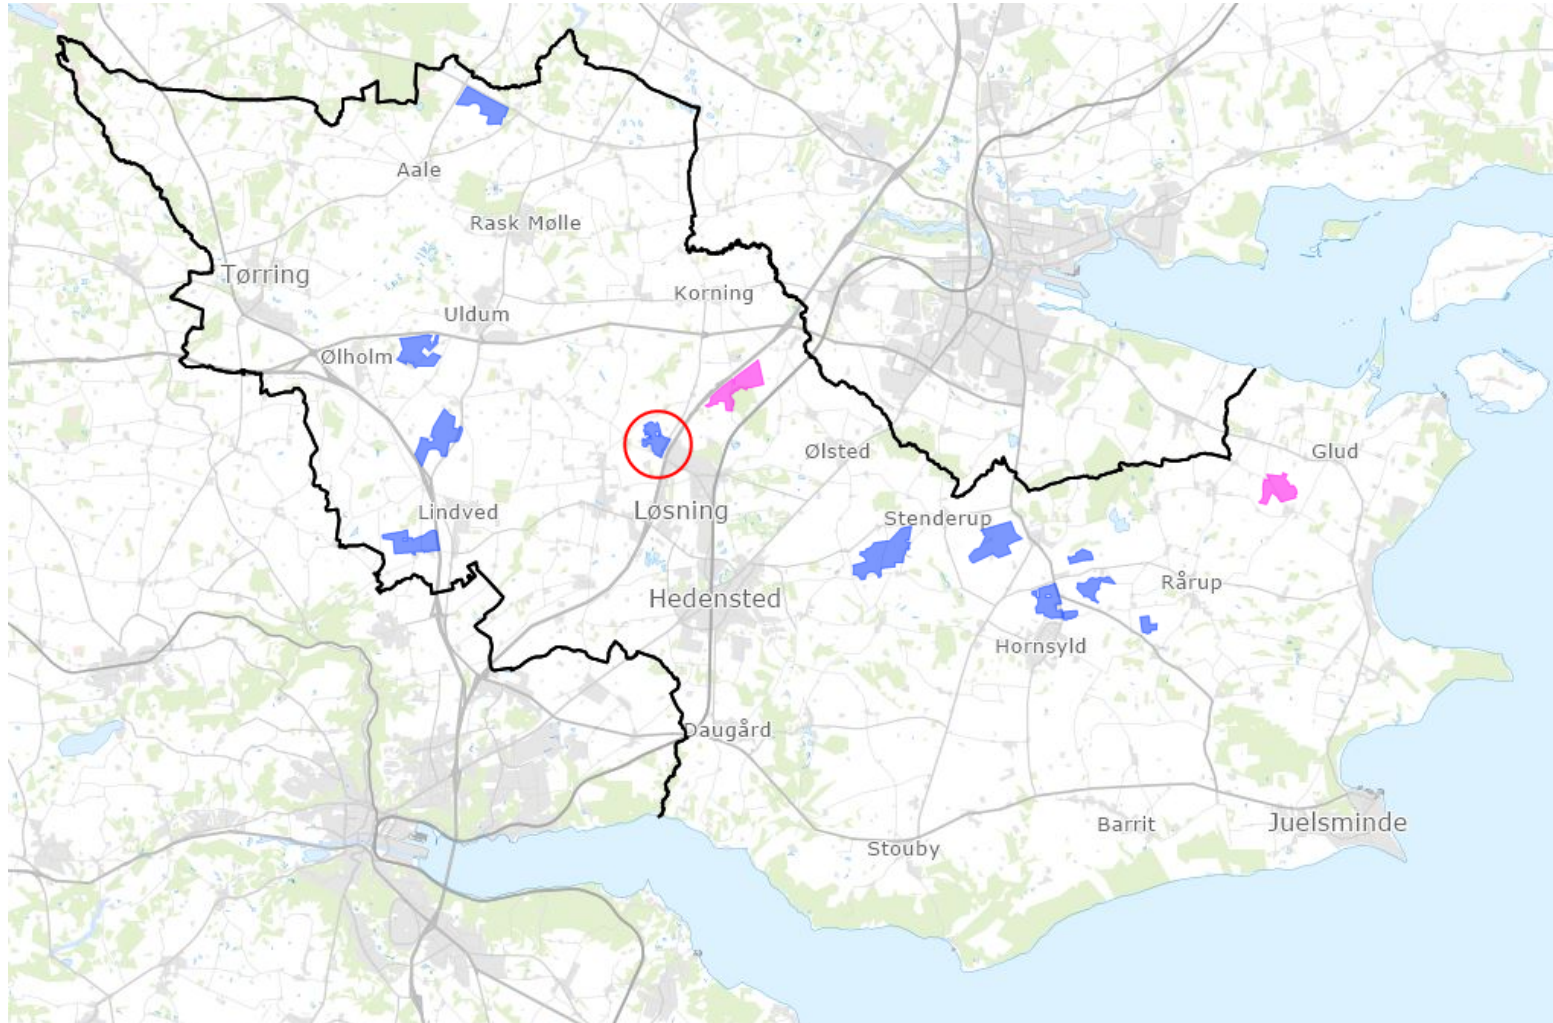 Aale
Rask Mølle
Tørring
Korning
Uldum
Ølholm
Ølsted
Glud
Løsning
Lindved
Stenderup
Rårup
Hedensted
Hornsyld
Daugård
Barrit
Juelsminde
Stouby